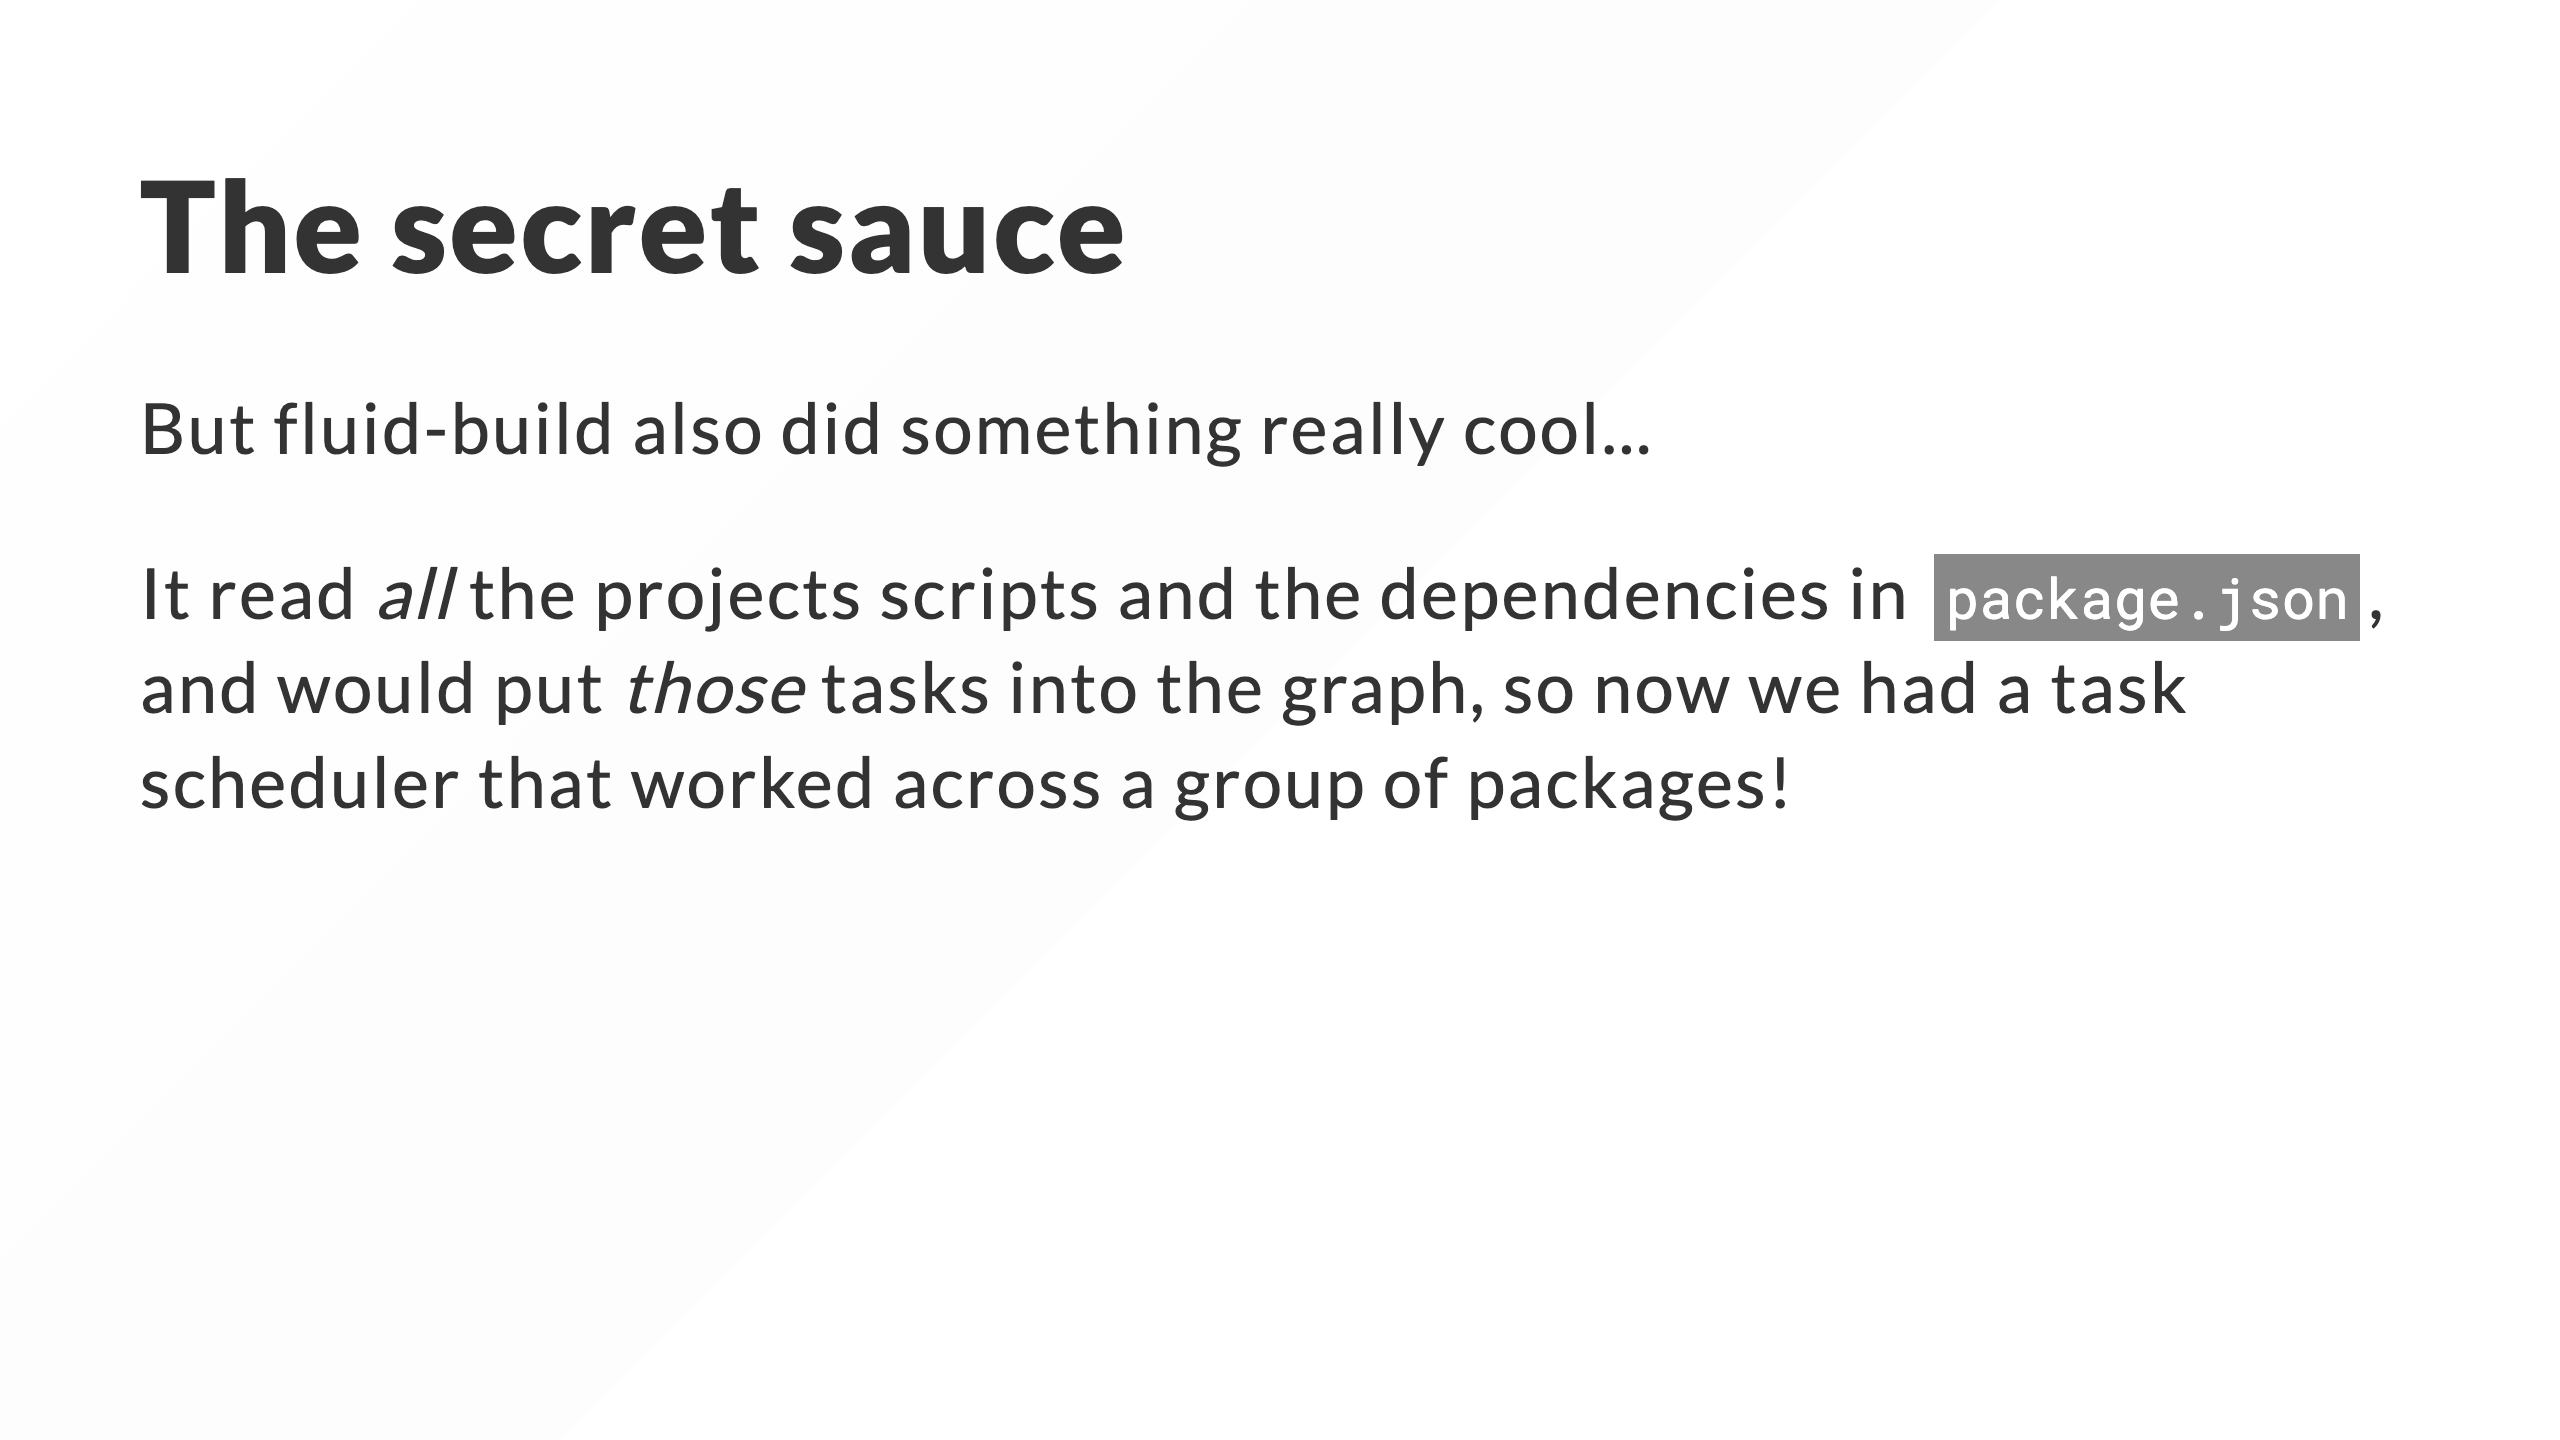 The secret sauce
But fluid-build also did something really cool...
It read all the projects scripts and the dependencies in package.json,
and would put those tasks into the graph, so now we had a task
scheduler that worked across a group of packages!